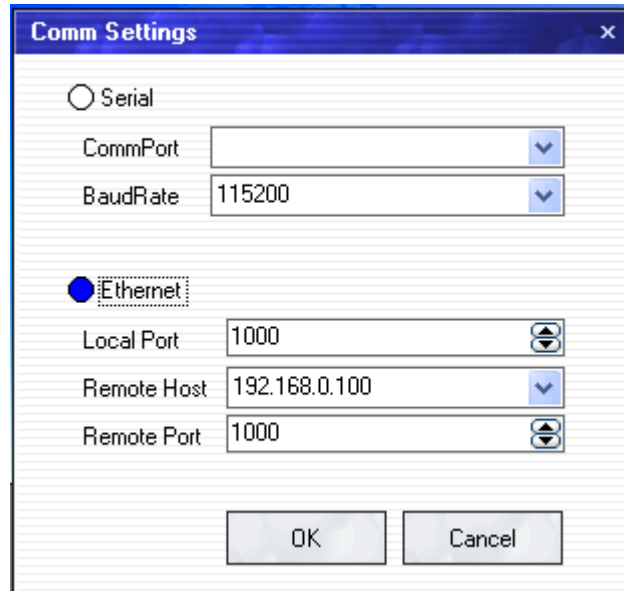 Comm Settings
Serial
CommPort
BaudRate 115200
Ethernet
Local Port 1000
Remote Host 192.168.0.100
Remote Port 1000
OK Cancel